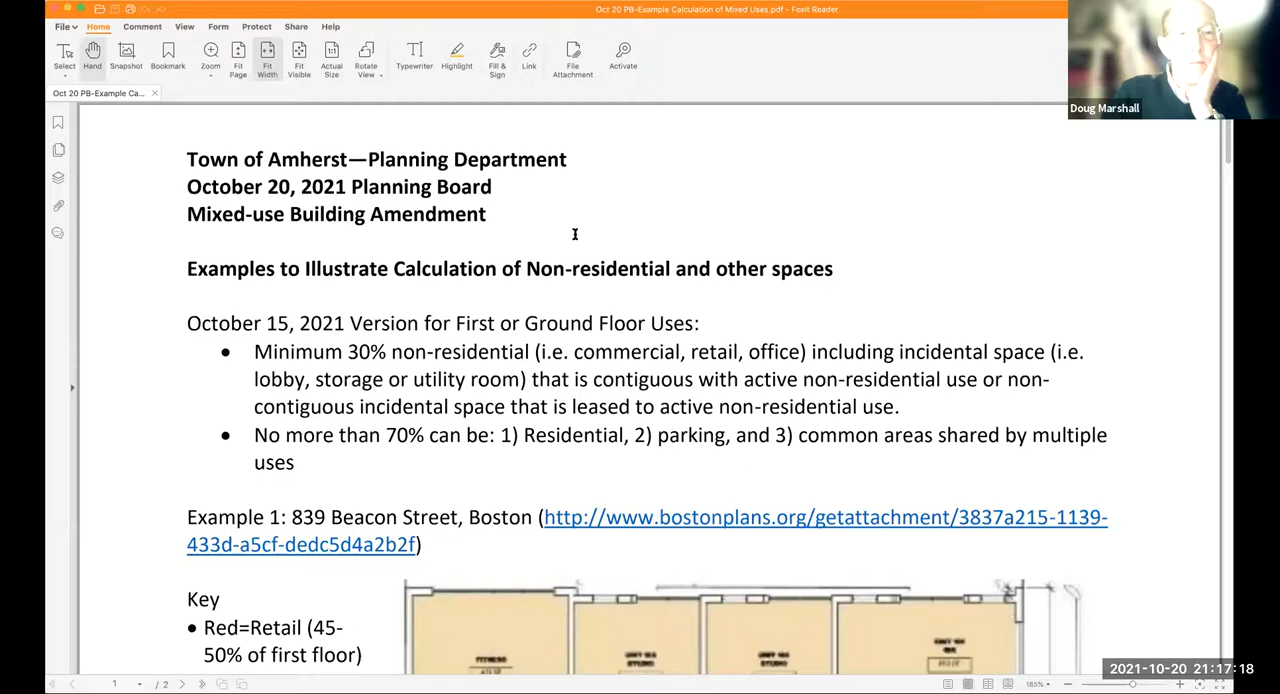 Oct 20 PB-Example Calculation of Mixed Uses.pdf - Foxit Reader
File Home Comment View Form Protect Share Help
Select Hand Snapshot Bookmark Zoom Fit Page Fit Width Fit Visible Actual Size Rotate View Typewriter Highlight Fill & Sign Link File Attachment Activate
Doug Marshall
Oct 20 PB-Example Ca...
Town of Amherst—Planning Department
October 20, 2021 Planning Board
Mixed-use Building Amendment
Examples to Illustrate Calculation of Non-residential and other spaces
October 15, 2021 Version for First or Ground Floor Uses:
• Minimum 30% non-residential (i.e. commercial, retail, office) including incidental space (i.e.
lobby, storage or utility room) that is contiguous with active non-residential use or non-
contiguous incidental space that is leased to active non-residential use.
• No more than 70% can be: 1) Residential, 2) parking, and 3) common areas shared by multiple
uses
Example 1: 839 Beacon Street, Boston (http://www.bostonplans.org/getattachment/3837a215-1139-
433d-a5cf-dedc5d4a2b2f)
Key
• Red=Retail (45-
50% of first floor)
FITNESS
STUDIO
STUDIO
1 / 2
185%
2021-10-20 21:17:18